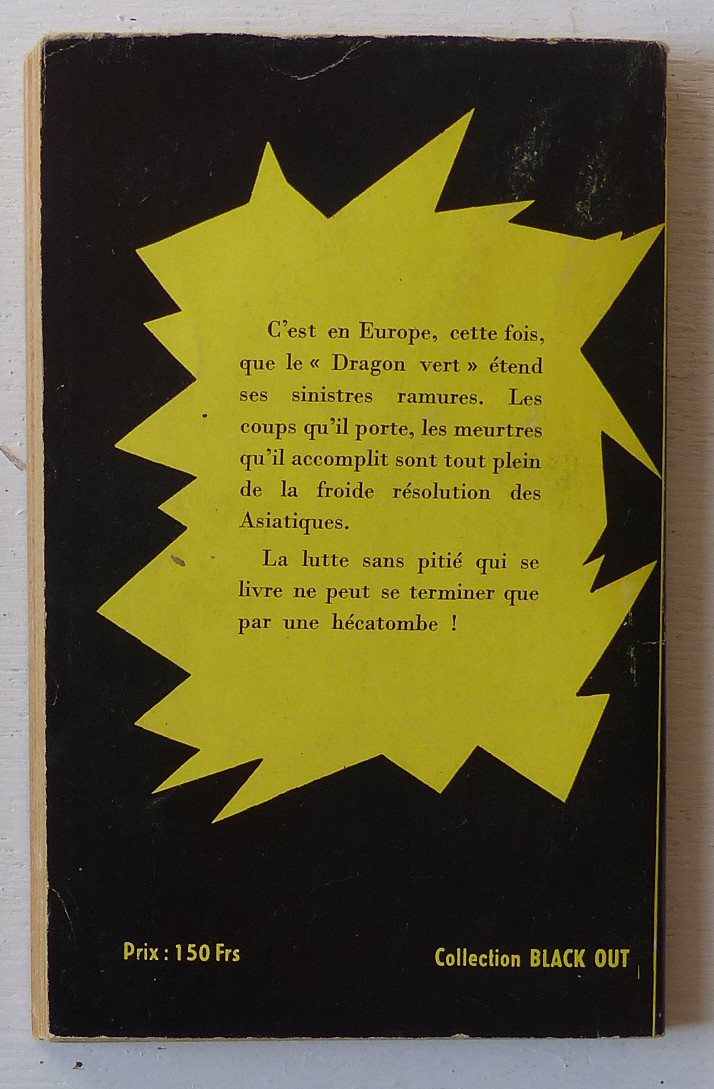 C'est en Europe, cette fois,
que le « Dragon vert » étend
ses sinistres ramures. Les
coups qu'il porte, les meurtres
qu'il accomplit sont tout plein
de la froide résolution des
Asiatiques.
La lutte sans pitié qui se
livre ne peut se terminer que
par une hécatombe !
Prix : 150 Frs
Collection BLACK OUT